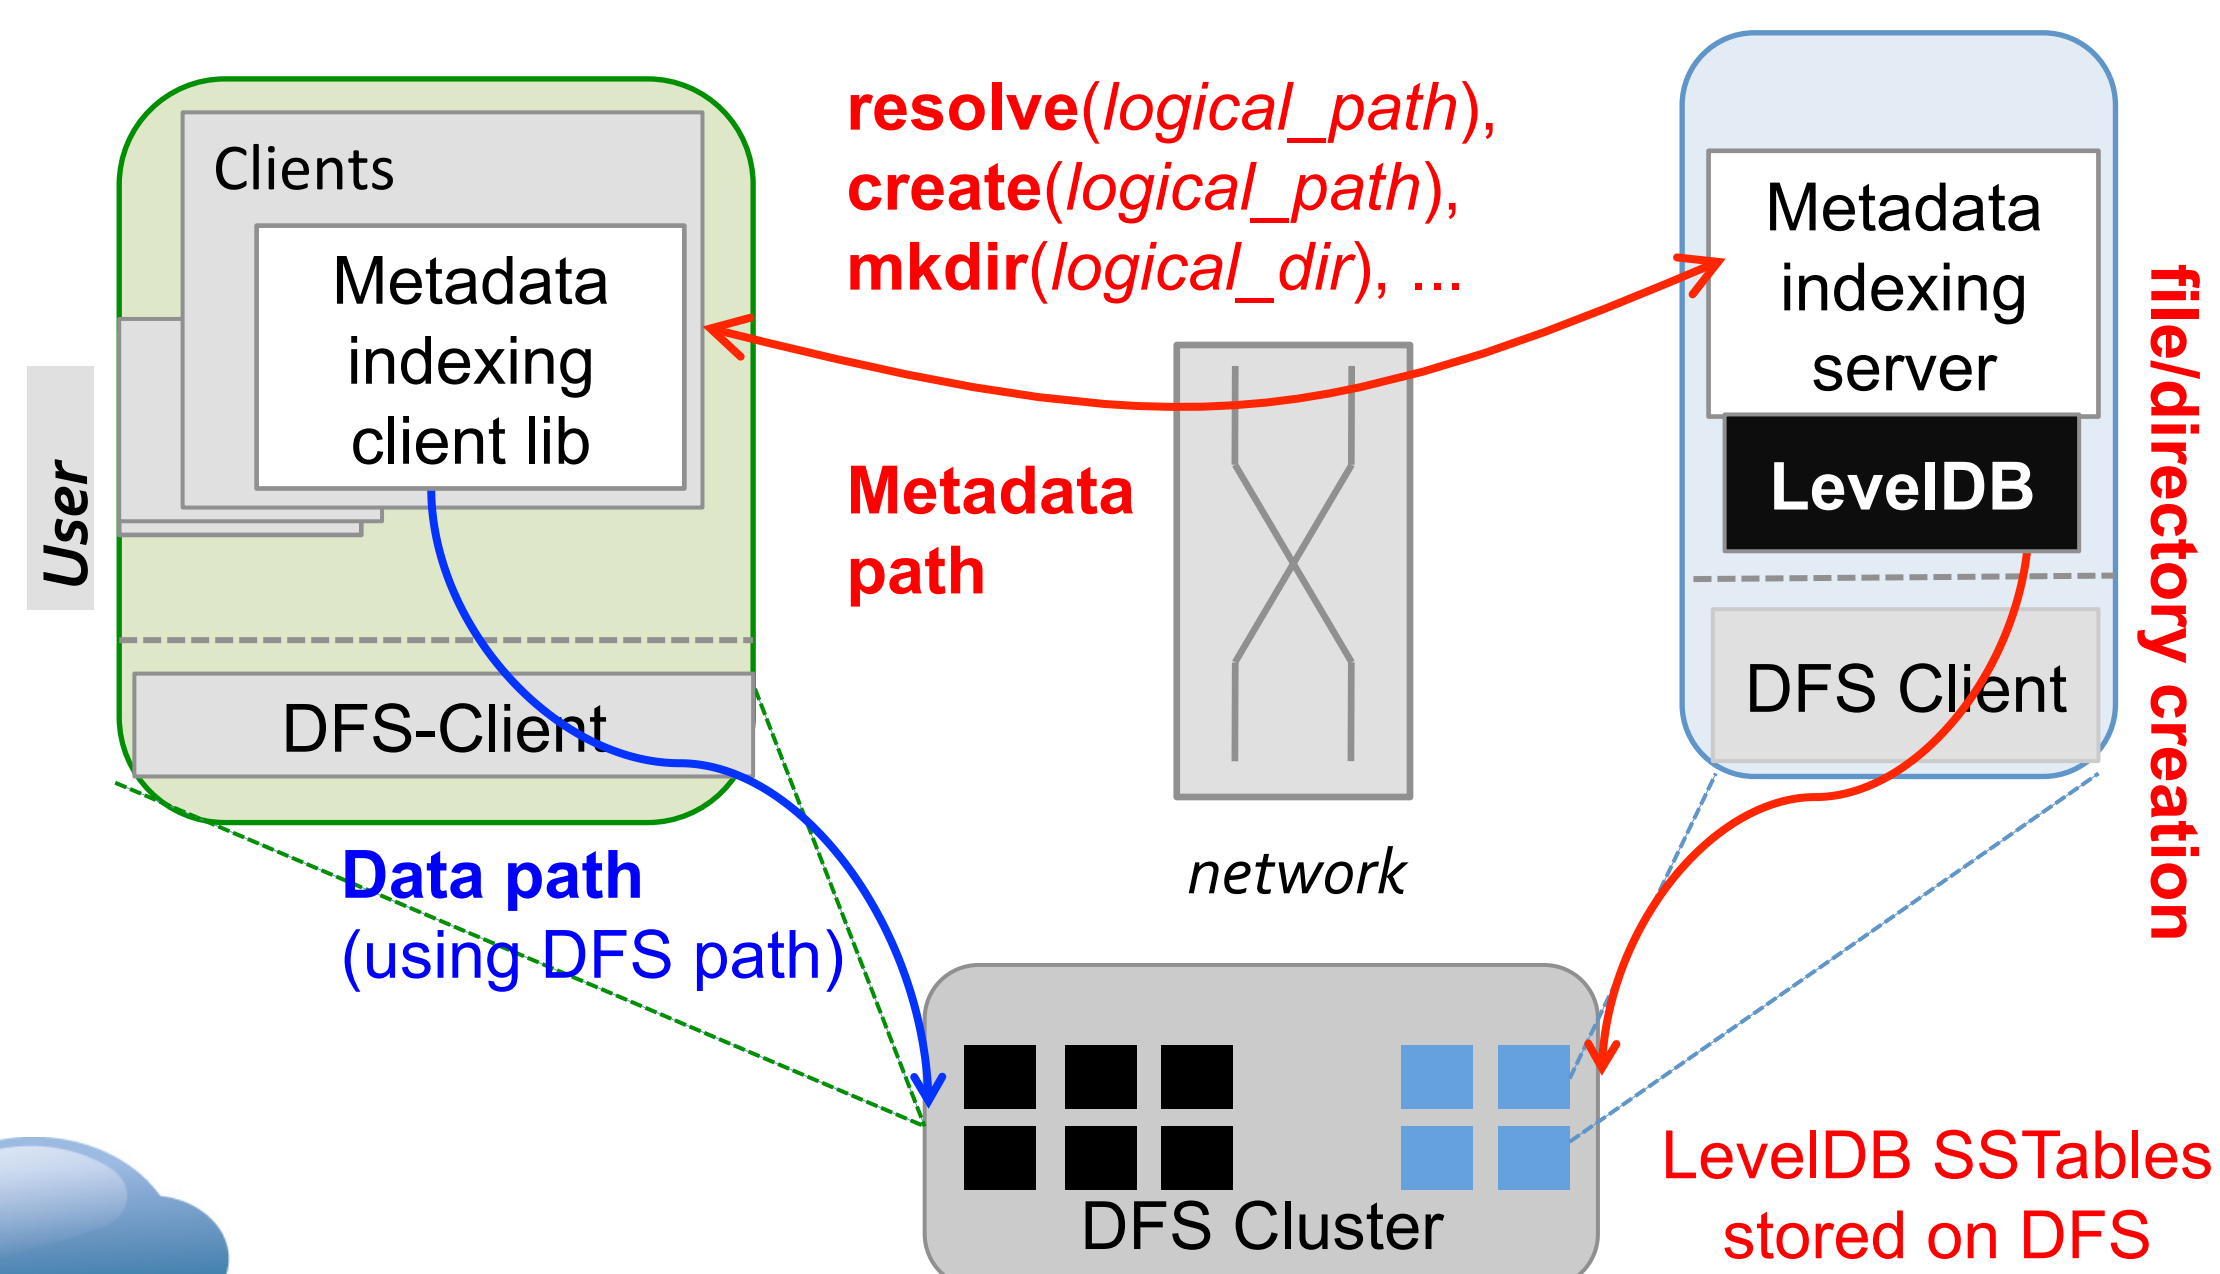 User
Clients
Metadata
indexing
client lib
DFS-Client
resolve(logical_path),
create(logical_path),
mkdir(logical_dir), ...
Metadata
path
network
Metadata
indexing
server
LevelDB
DFS Client
file/directory creation
Data path
(using DFS path)
DFS Cluster
LevelDB SSTables
stored on DFS